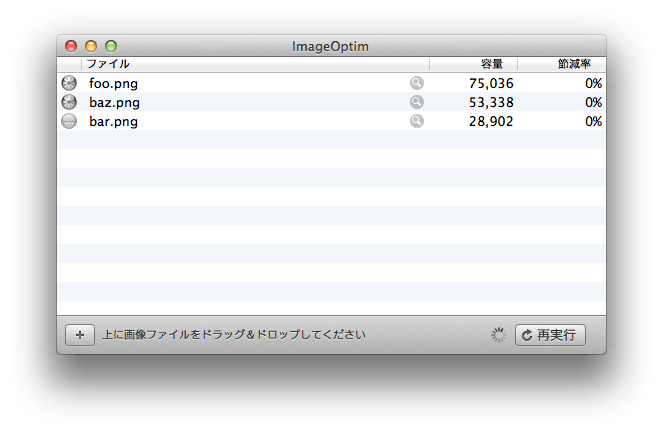 ImageOptim
ファイル 容量 節減率
foo.png 75,036 0%
baz.png 53,338 0%
bar.png 28,902 0%
上に画像ファイルをドラッグ＆ドロップしてください 再実行